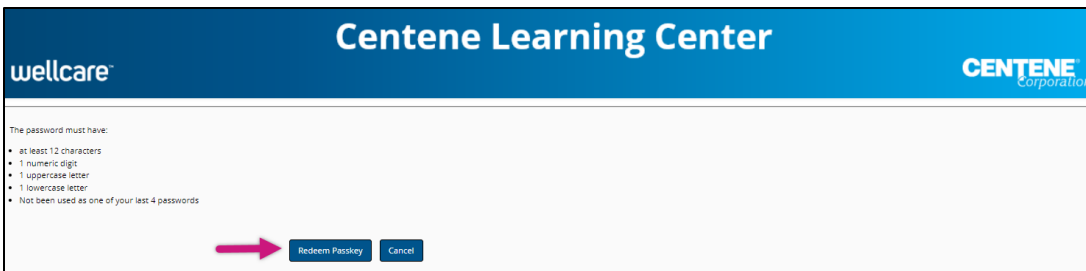 Centene Learning Center
wellcare
CENTENE
Corporation
The password must have:
• at least 12 characters
• 1 numeric digit
• 1 uppercase letter
• 1 lowercase letter
• Not been used as one of your last 4 passwords
Redeem Passkey Cancel